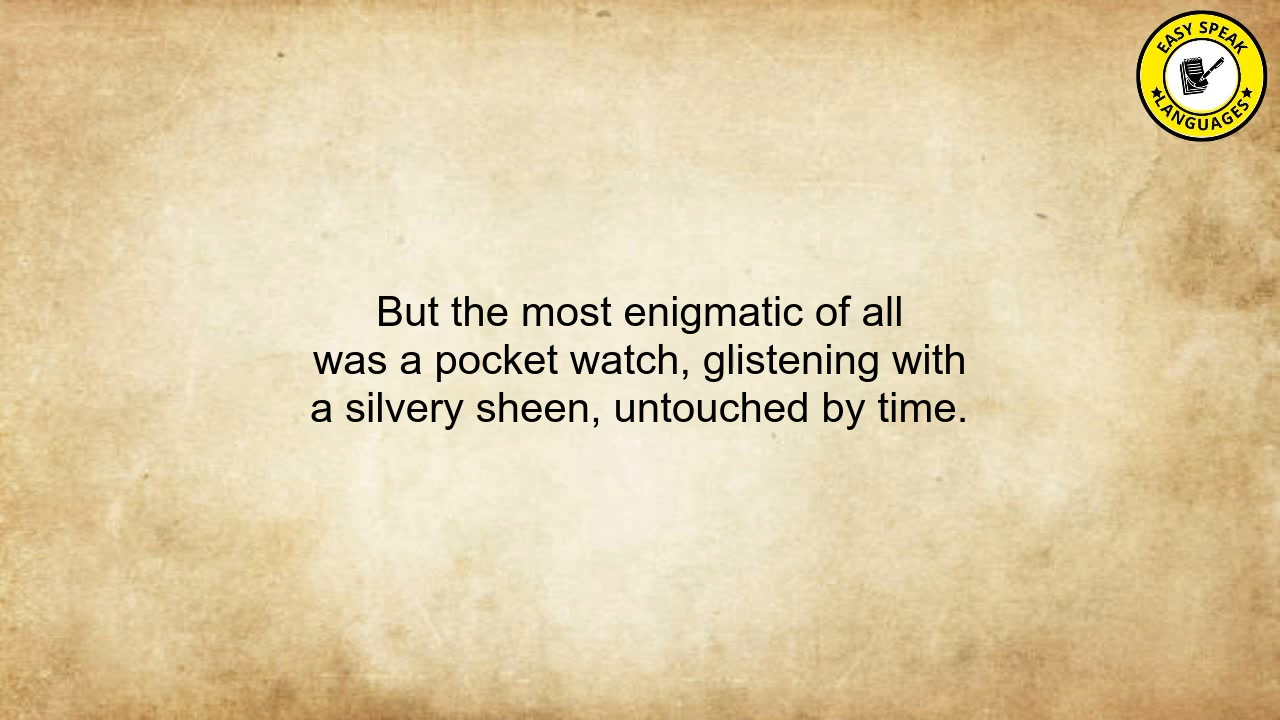 EASY SPEAK
LANGUAGES
But the most enigmatic of all
was a pocket watch, glistening with
a silvery sheen, untouched by time.